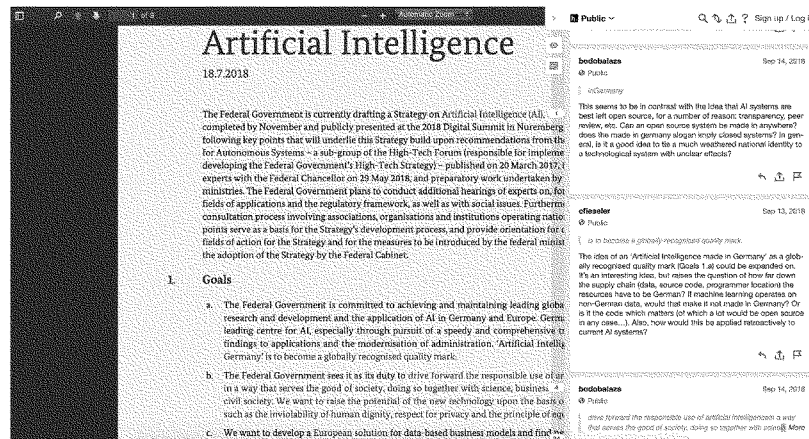 1 of 9
Automatic Zoom
Artificial Intelligence
18.7.2018
The Federal Government is currently drafting a Strategy on Artificial Intelligence (AI),
completed by November and publicly presented at the 2018 Digital Summit in Nuremberg
following key points that will underlie this Strategy build upon recommendations from th
for Autonomous Systems – a sub-group of the High-Tech Forum (responsible for impleme
developing the Federal Government's High-Tech Strategy) – published on 20 March 2017,
experts with the Federal Chancellor on 29 May 2018, and preparatory work undertaken by
ministries. The Federal Government plans to conduct additional hearings of experts on, for
fields of applications and the regulatory framework, as well as with social issues. Furtherm
consultation process involving associations, organisations and institutions operating natio
points serve as a basis for the Strategy's development process, and provide orientation for
fields of action for the Strategy and for the measures to be introduced by the federal minist
the adoption of the Strategy by the Federal Cabinet.
1. Goals
a. The Federal Government is committed to achieving and maintaining leading globa
research and development and the application of AI in Germany and Europe. Germ
leading centre for AI, especially through pursuit of a speedy and comprehensive t
findings to applications and the modernisation of administration. 'Artificial Intellig
Germany' is to become a globally recognised quality mark.
b. The Federal Government sees it as its duty to drive forward the responsible use of ar
in a way that serves the good of society, doing so together with science, business
civil society. We want to raise the potential of the new technology upon the basis o
such as the inviolability of human dignity, respect for privacy and the principle of equ
c. We want to develop a European solution for data-based business models and find ne
Public
Sign up / Log i
bodobalazs
Sep 14, 2018
Public
inGermany
This seems to be in contrast with the idea that AI systems are
best left open source, for a number of reason: transparency, peer
review, etc. Can an open source system be made in anywhere?
does the made in germany slogan imply closed systems? In gen-
eral, is it a good idea to tie a much weathered national identity to
a technological system with unclear effects?
cfieseler
Sep 13, 2018
Public
is to become a globally recognised quality mark.
The idea of an 'Artificial Intelligence made in Germany' as a glob-
ally recognised quality mark (Goals 1.a) could be expanded on.
It's an interesting idea, but raises the question of how far down
the supply chain (data, source code, programmer location) the
resources have to be German? If machine learning operates on
non-German data, would that make it not made in Germany? Or
is it the code which matters (of which a lot would be open source
in any case...). Also, how would this be applied retroactively to
current AI systems?
bodobalazs
Sep 14, 2018
Public
drive forward the responsible use of artificial intelligencein a way
that serves the good of society, doing so together with
More